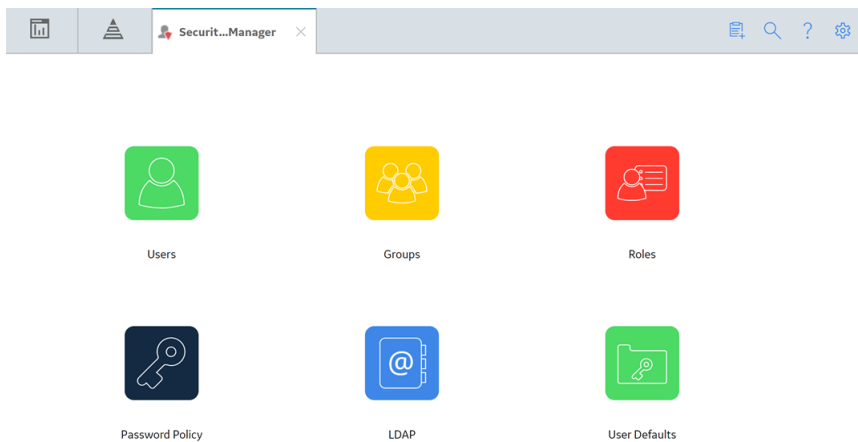 Securit...Manager
Users
Groups
Roles
@
Password Policy
LDAP
User Defaults